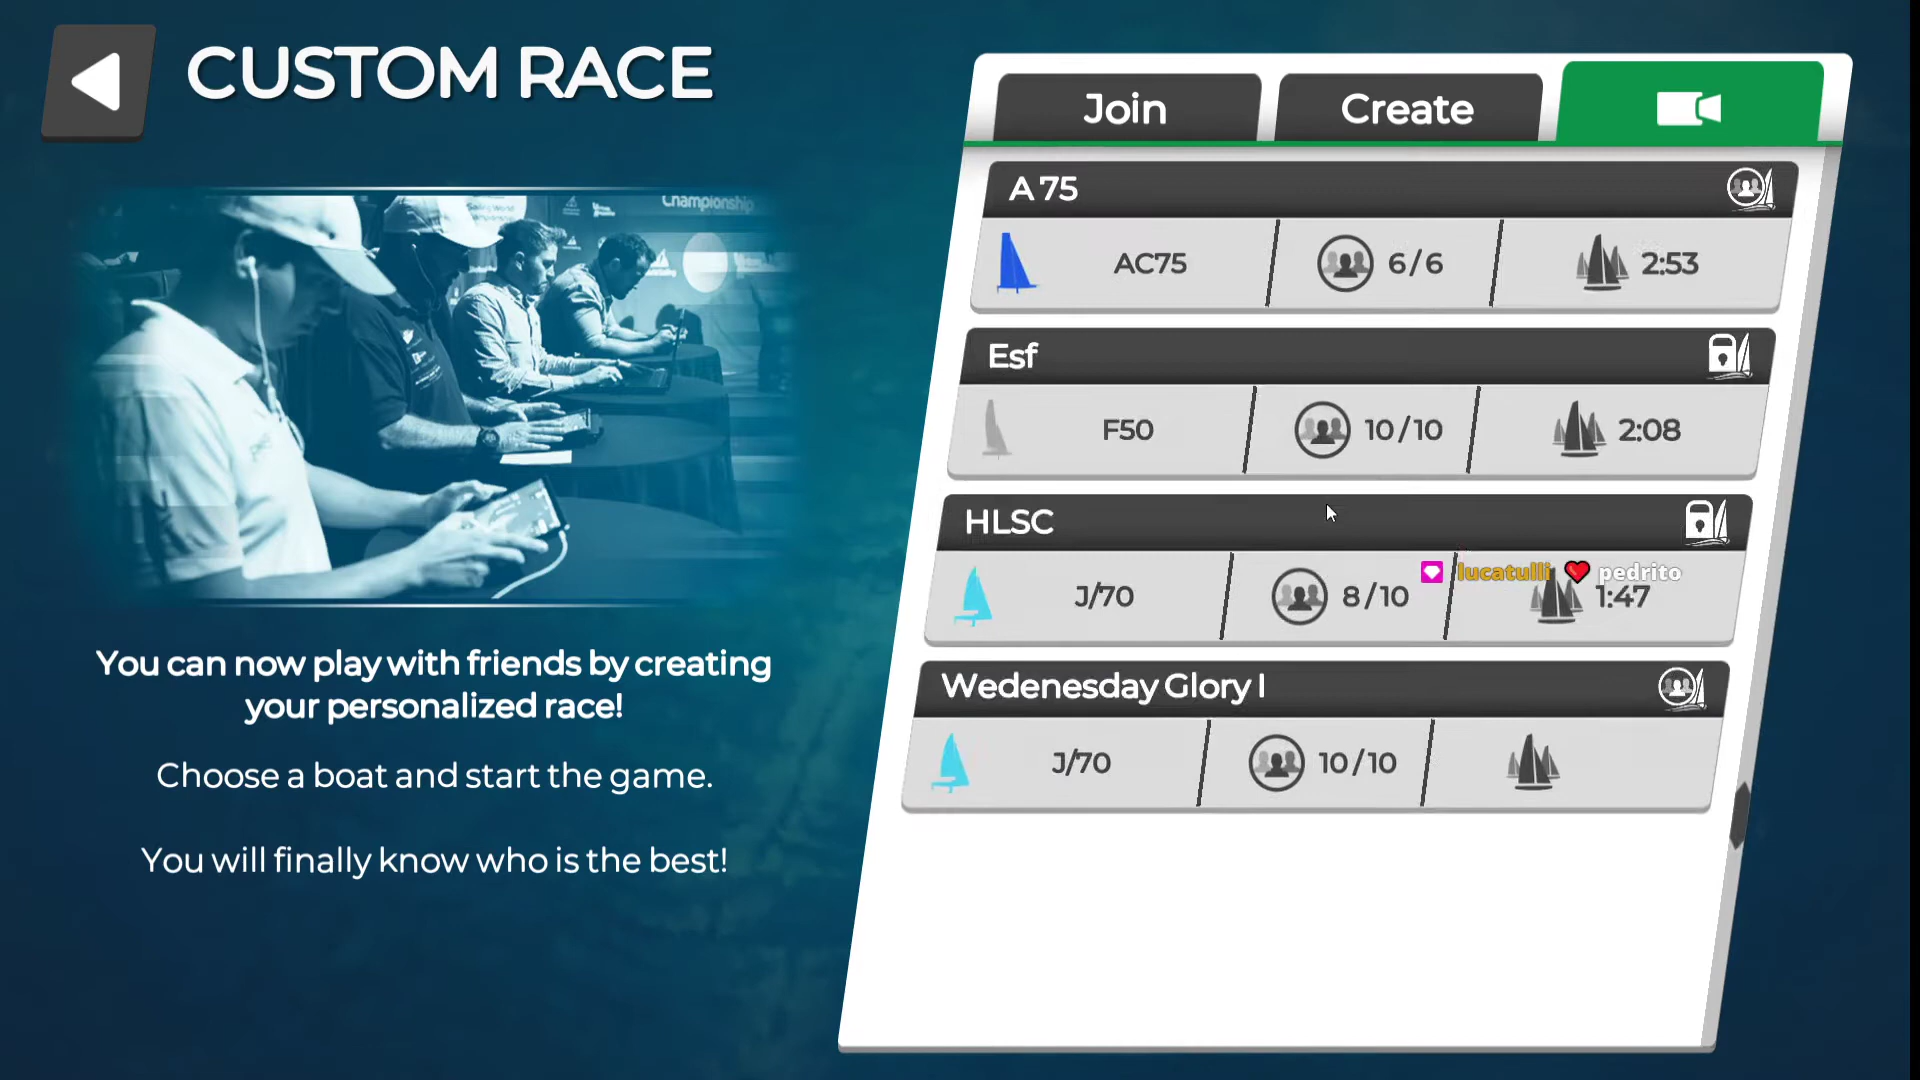 CUSTOM RACE
Championship
You can now play with friends by creating
your personalized race!
Choose a boat and start the game.
You will finally know who is the best!
Join
Create
A 75
AC75
6/6
2:53
Esf
F50
10/10
2:08
HLSC
J/70
8/10
1:47
lucatulli ❤ pedrito
Wedenesday Glory I
J/70
10/10